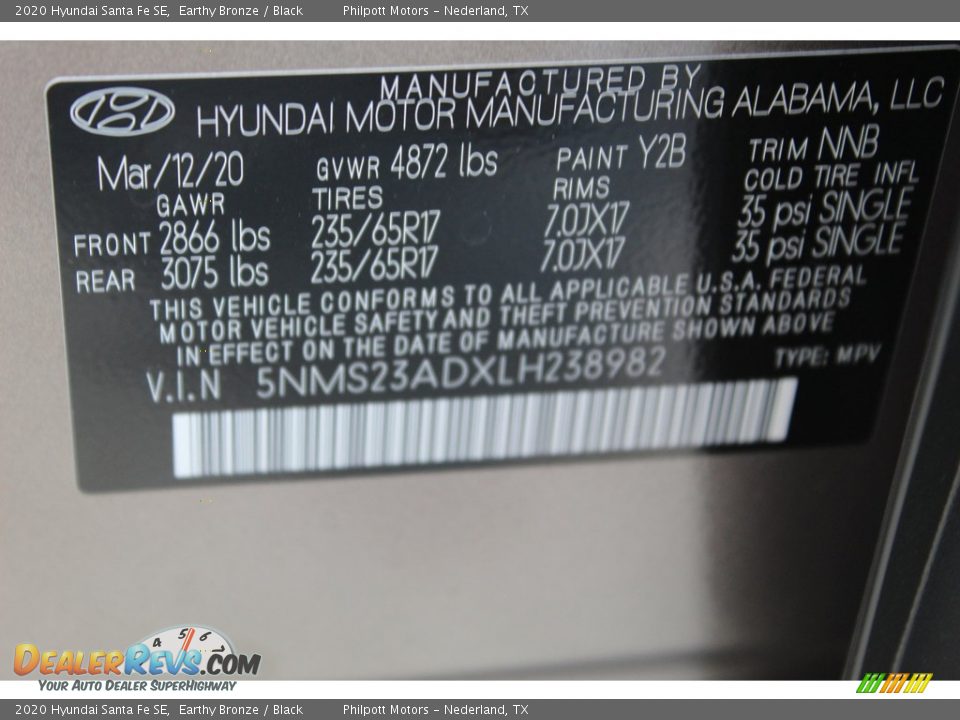 2020 Hyundai Santa Fe SE, Earthy Bronze / Black Philpott Motors - Nederland, TX
MANUFACTURED BY
HYUNDAI MOTOR MANUFACTURING ALABAMA, LLC
Mar/12/20 GVWR 4872 lbs PAINT Y2B TRIM NNB
GAWR TIRES RIMS COLD TIRE INFL
FRONT 2866 lbs 235/65R17 7.0JX17 35 psi SINGLE
REAR 3075 lbs 235/65R17 7.0JX17 35 psi SINGLE
THIS VEHICLE CONFORMS TO ALL APPLICABLE U.S.A. FEDERAL
MOTOR VEHICLE SAFETY AND THEFT PREVENTION STANDARDS
IN EFFECT ON THE DATE OF MANUFACTURE SHOWN ABOVE
V.I.N 5NMS23ADXLH238982 TYPE: MPV
4 5 6
DEALERREVS.COM
YOUR AUTO DEALER SUPERHIGHWAY
2020 Hyundai Santa Fe SE, Earthy Bronze / Black Philpott Motors - Nederland, TX